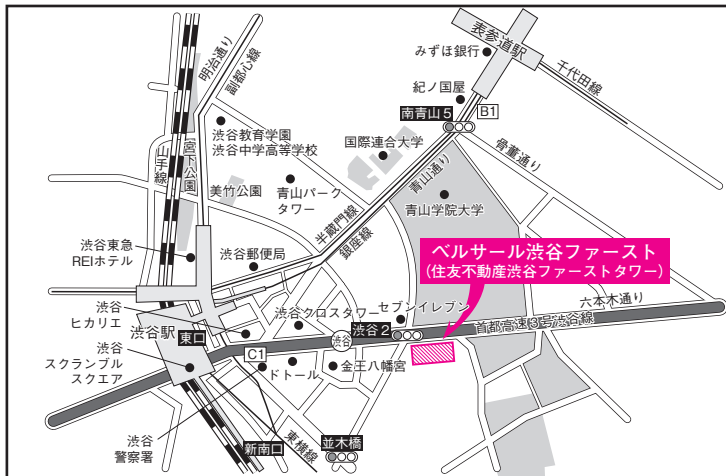 表参道駅
みずほ銀行
千代田線
紀ノ国屋
明治通り
副都心線
南青山5
B1
渋谷教育学園
渋谷中学高等学校
国際連合大学
骨董通り
青山通り
山手線
宮下公園
美竹公園
青山パーク
タワー
青山学院大学
半蔵門線
銀座線
渋谷東急
REIホテル
渋谷郵便局
ベルサール渋谷ファースト
(住友不動産渋谷ファーストタワー)
六本木通り
渋谷
ヒカリエ
渋谷クロスタワー
セブンイレブン
首都高速3号渋谷線
渋谷駅
東口
渋谷
渋谷2
渋谷
スクランブル
スクエア
C1
ドトール
金王八幡宮
渋谷
警察署
新南口
東横線
並木橋